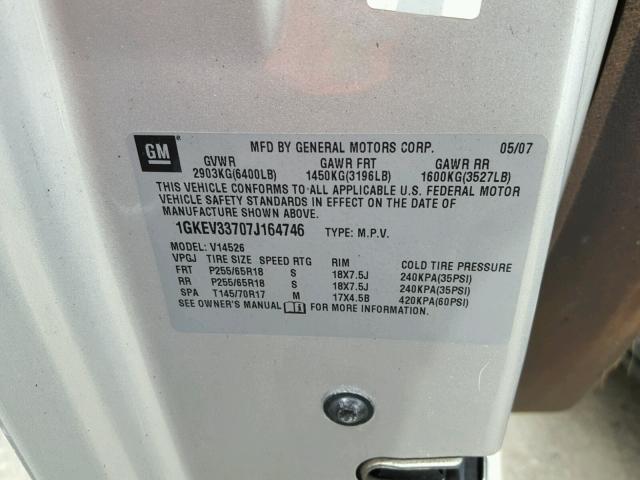 GM
MFD BY GENERAL MOTORS CORP. 05/07
GVWR GAWR FRT GAWR RR
2903KG(6400LB) 1450KG(3196LB) 1600KG(3527LB)
THIS VEHICLE CONFORMS TO ALL APPLICABLE U.S. FEDERAL MOTOR
VEHICLE SAFETY STANDARDS IN EFFECT ON THE DATE OF
MANUFACTURE SHOWN ABOVE.
1GKEV33707J164746 TYPE: M.P.V.
MODEL: V14526
VPGJ TIRE SIZE SPEED RTG RIM COLD TIRE PRESSURE
FRT P255/65R18 S 18X7.5J 240KPA(35PSI)
RR P255/65R18 S 18X7.5J 240KPA(35PSI)
SPA T145/70R17 M 17X4.5B 420KPA(60PSI)
SEE OWNER'S MANUAL FOR MORE INFORMATION.